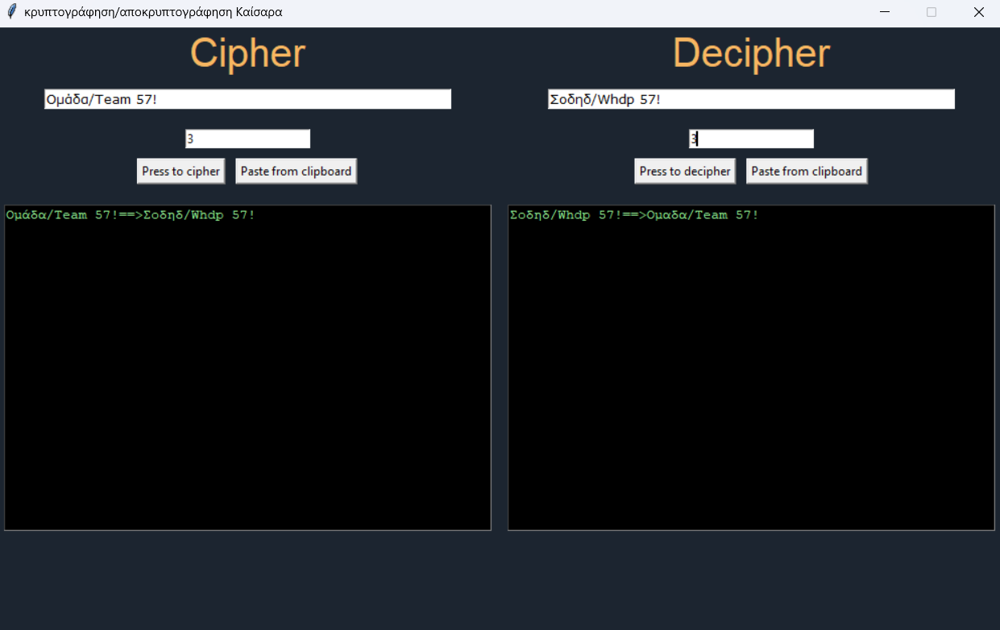 κρυπτογράφηση/αποκρυπτογράφηση Καίσαρα
Cipher
Ομάδα/Team 57!
3
Press to cipher
Paste from clipboard
Ομάδα/Team 57!==>Σοδηδ/Whdp 57!
Decipher
Σοδηδ/Whdp 57!
3
Press to decipher
Paste from clipboard
Σοδηδ/Whdp 57!==>Ομαδα/Team 57!